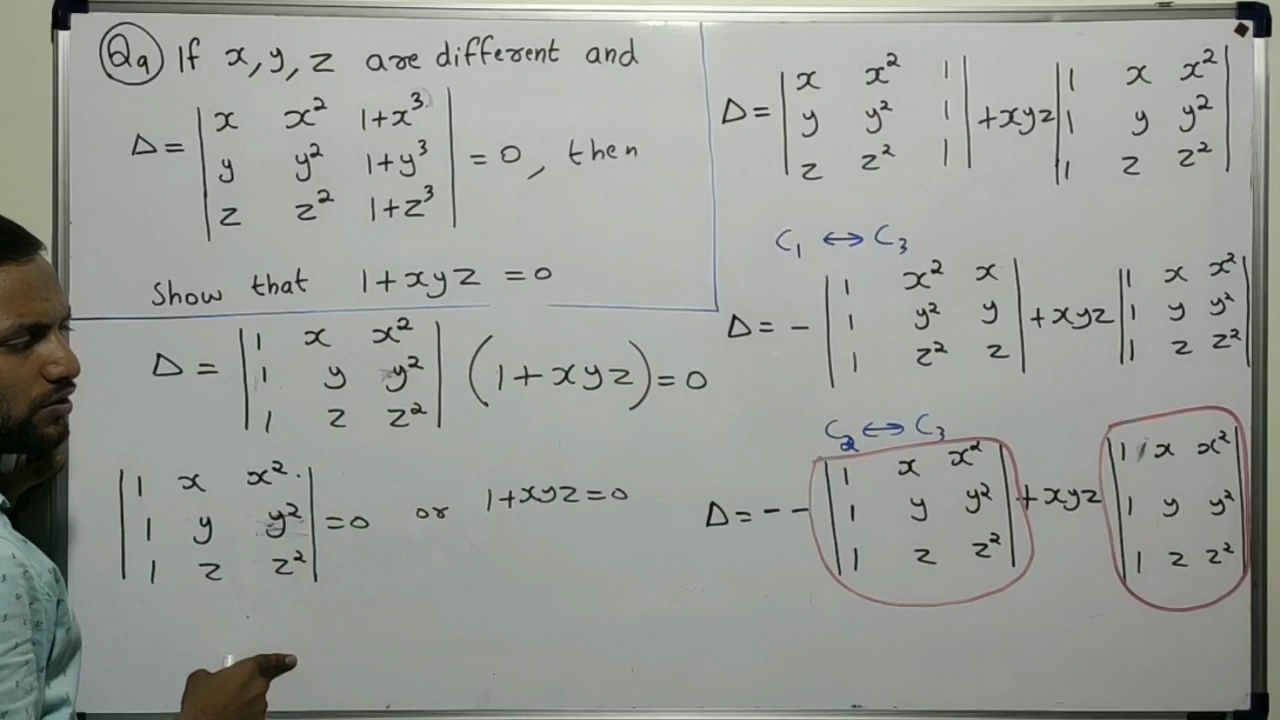 Q9 If x, y, z are different and
Δ = | x x² 1+x³ |
| y y² 1+y³ | = 0, then
| z z² 1+z³ |
Show that 1+xyz = 0
Δ = | 1 x x² |
| 1 y y² | (1+xyz) = 0
| 1 z z² |
| 1 x x² |
| 1 y y² | = 0 or 1+xyz=0
| 1 z z² |
Δ = | x x² 1 | + xyz | 1 x x² |
| y y² 1 | | 1 y y² |
| z z² 1 | | 1 z z² |
C₁ ↔ C₃
Δ = - | 1 x² x | + xyz | 1 x x² |
| 1 y² y | | 1 y y² |
| 1 z² z | | 1 z z² |
C₂ ↔ C₃
Δ = - - | 1 x x² | + xyz | 1 x x² |
| 1 y y² | | 1 y y² |
| 1 z z² | | 1 z z² |